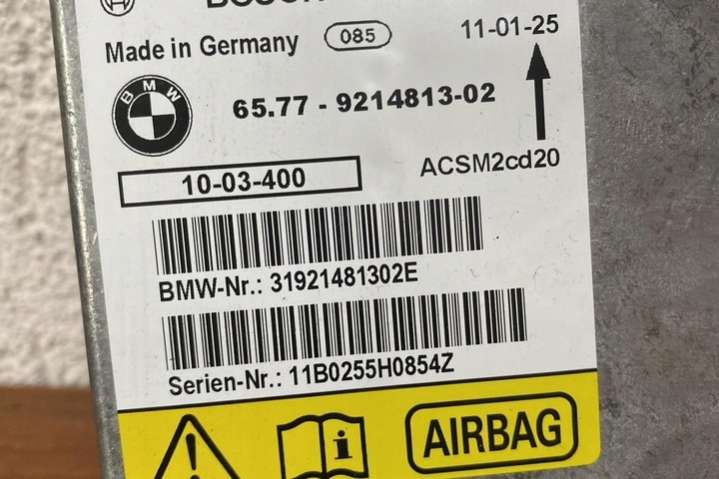 BOSCH
Made in Germany 085 11-01-25
BMW 65.77 - 9214813-02
10-03-400 ACSM2cd20
BMW-Nr.: 31921481302E
Serien-Nr.: 11B0255H0854Z
i AIRBAG